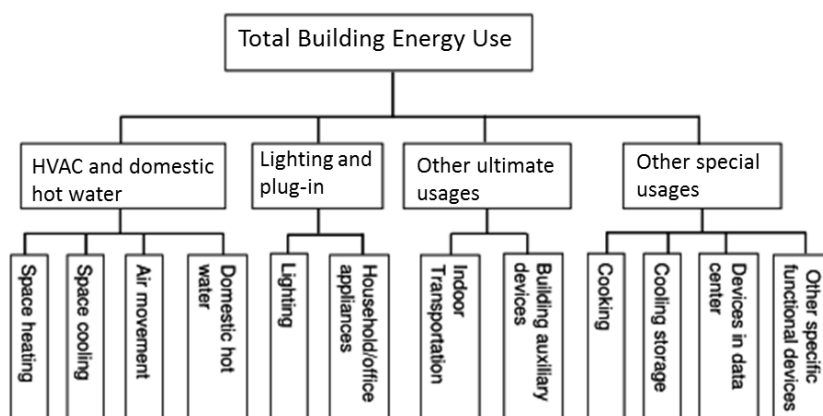 Total Building Energy Use
HVAC and domestic
hot water
Lighting and
plug-in
Other ultimate
usages
Other special
usages
Space heating
Space cooling
Air movement
Domestic hot
water
Lighting
Household/office
appliances
Indoor
Transportation
Building auxiliary
devices
Cooking
Cooling storage
Devices in data
center
Other specific
functional devices